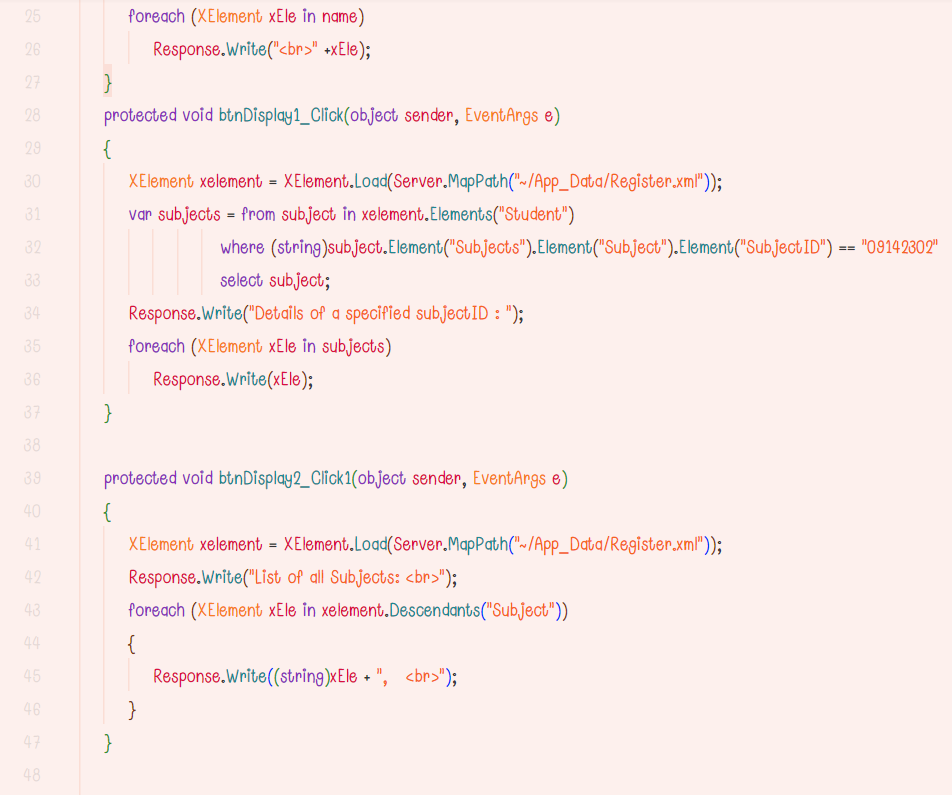 25 foreach (XElement xEle in name)
26 Response.Write("<br>" +xEle);
27 }
28 protected void btnDisplay1_Click(object sender, EventArgs e)
29 {
30 XElement xelement = XElement.Load(Server.MapPath("~/App_Data/Register.xml"));
31 var subjects = from subject in xelement.Elements("Student")
32 where (string)subject.Element("Subjects").Element("Subject").Element("SubjectID") == "09142302"
33 select subject;
34 Response.Write("Details of a specified subjectID : ");
35 foreach (XElement xEle in subjects)
36 Response.Write(xEle);
37 }
38
39 protected void btnDisplay2_Click1(object sender, EventArgs e)
40 {
41 XElement xelement = XElement.Load(Server.MapPath("~/App_Data/Register.xml"));
42 Response.Write("List of all Subjects: <br>");
43 foreach (XElement xEle in xelement.Descendants("Subject"))
44 {
45 Response.Write((string)xEle + ",  <br>");
46 }
47 }
48